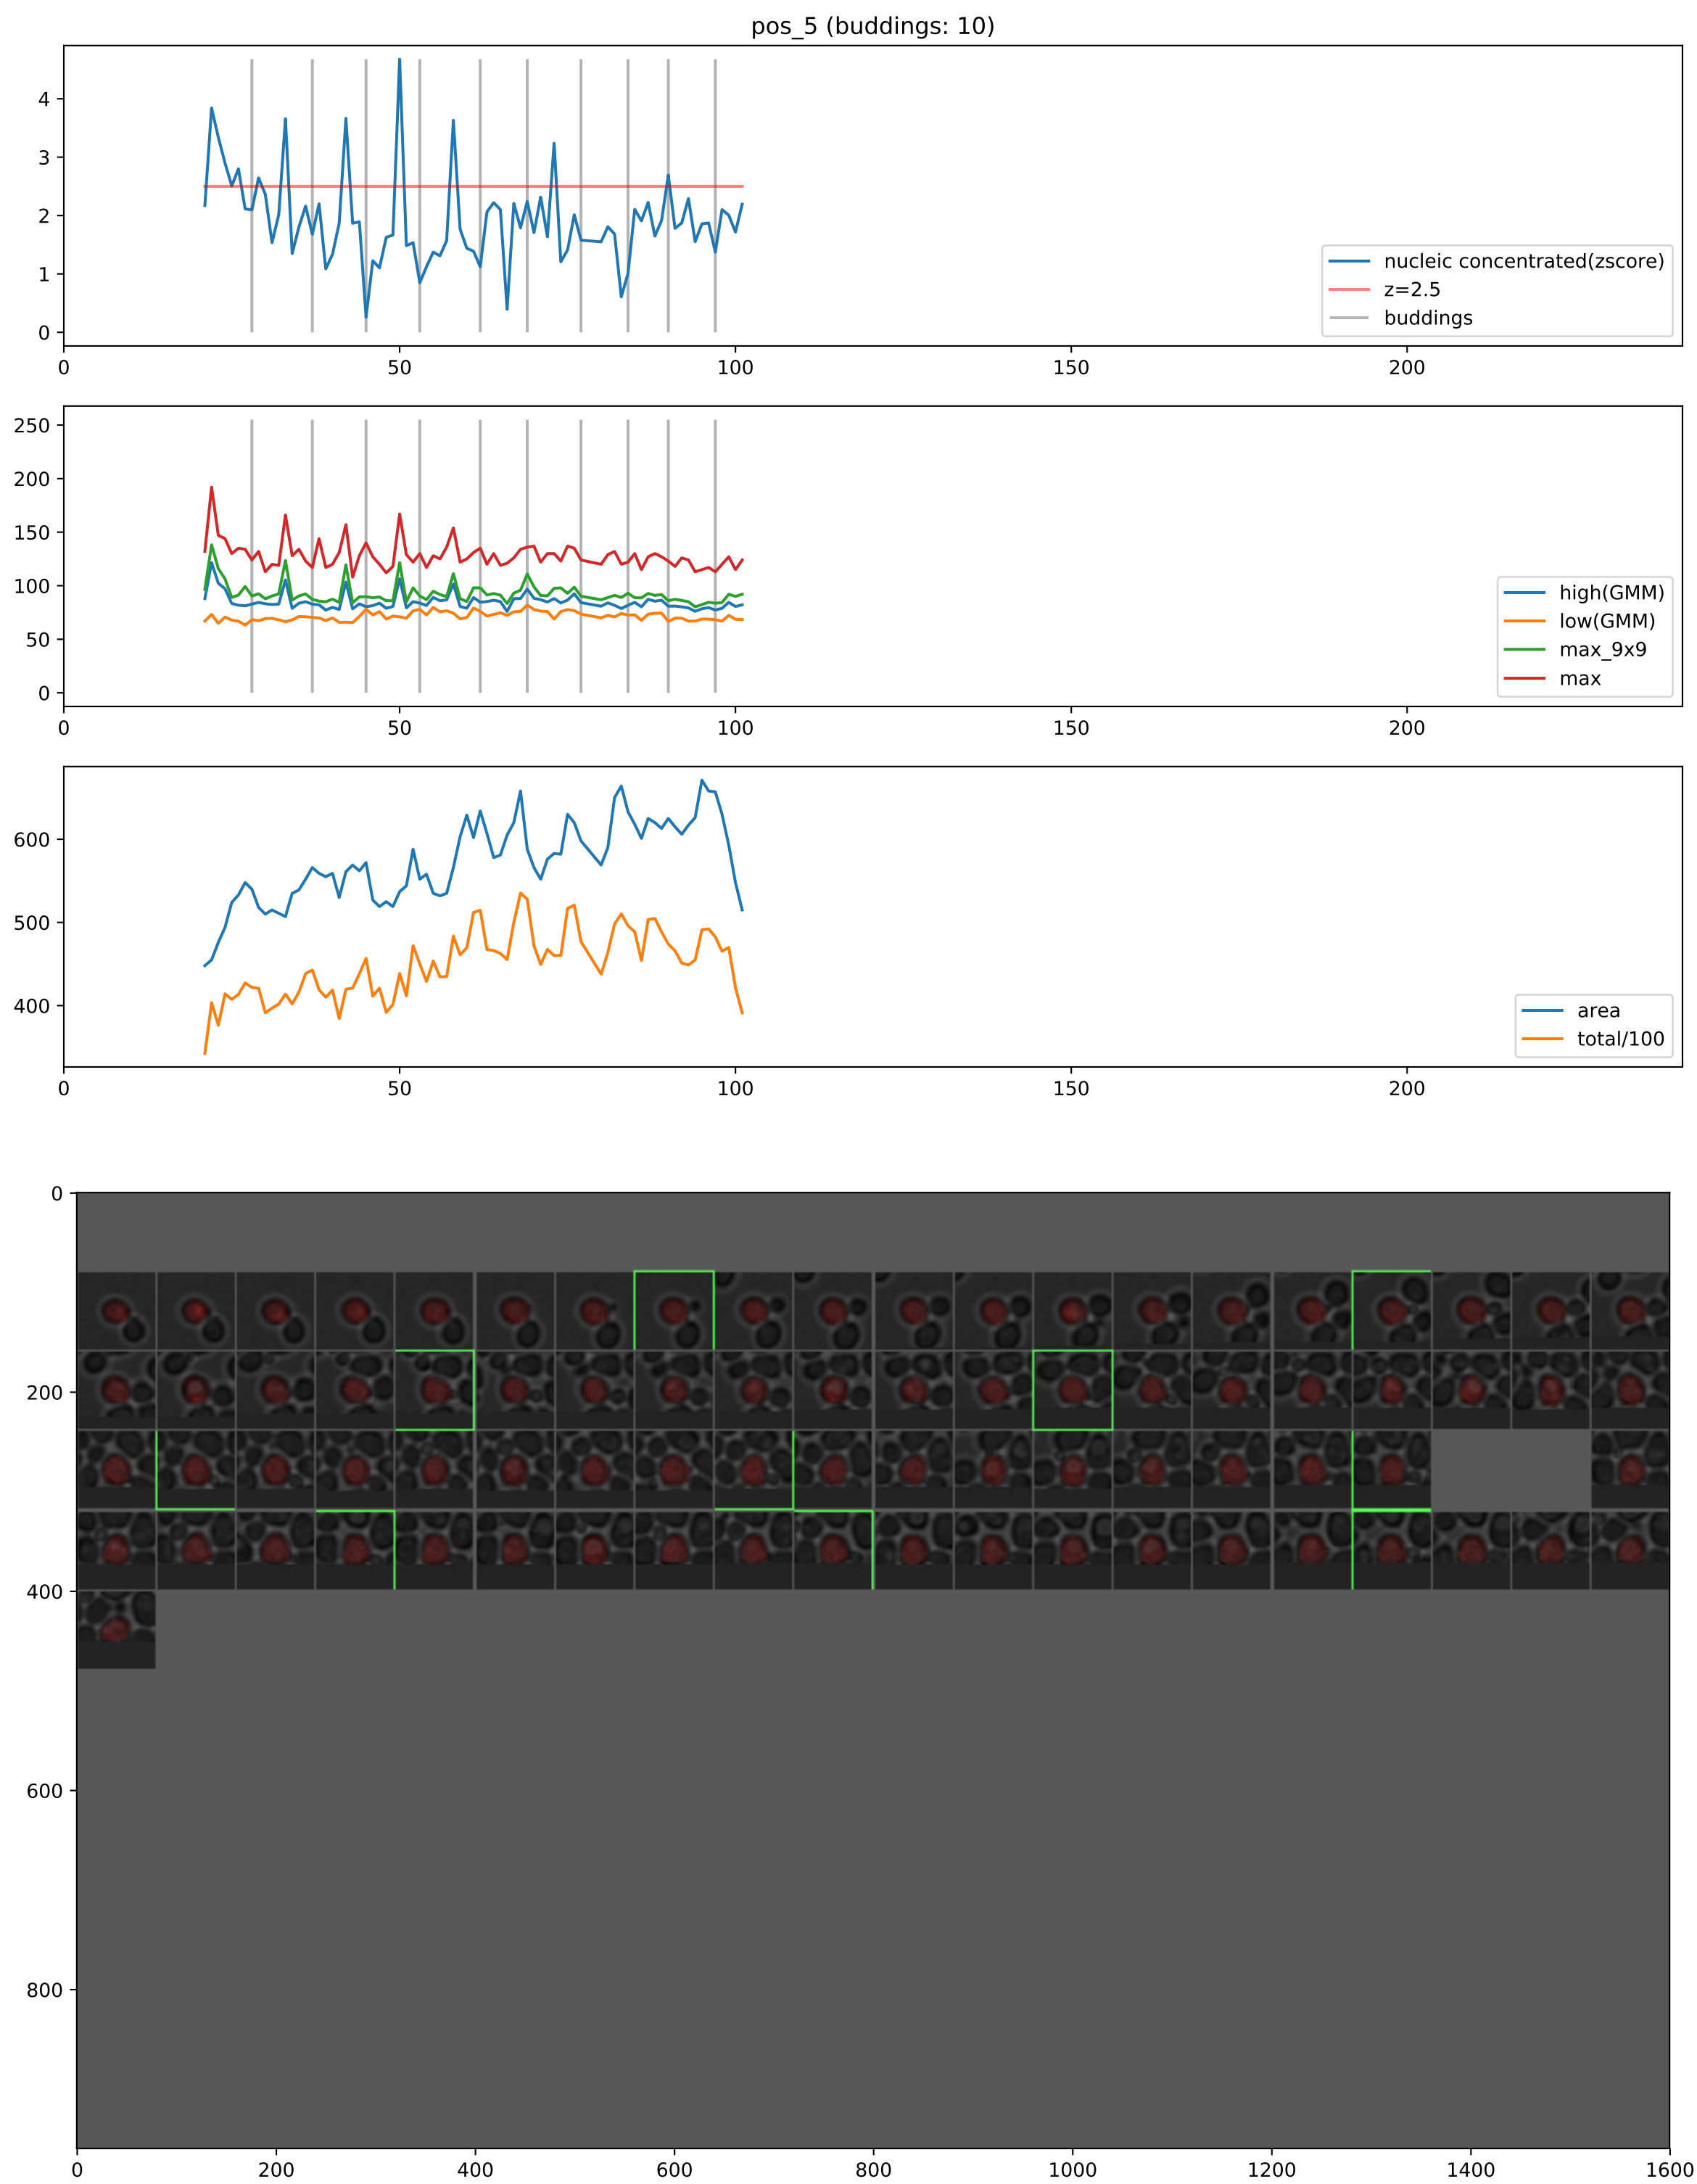 pos_5 (buddings: 10)
4
3
2
1
0
nucleic concentrated(zscore)
z=2.5
buddings
0 50 100 150 200
250
200
150
100
50
0
high(GMM)
low(GMM)
max_9x9
max
0 50 100 150 200
600
500
400
area
total/100
0 50 100 150 200
0
200
400
600
800
0 200 400 600 800 1000 1200 1400 1600